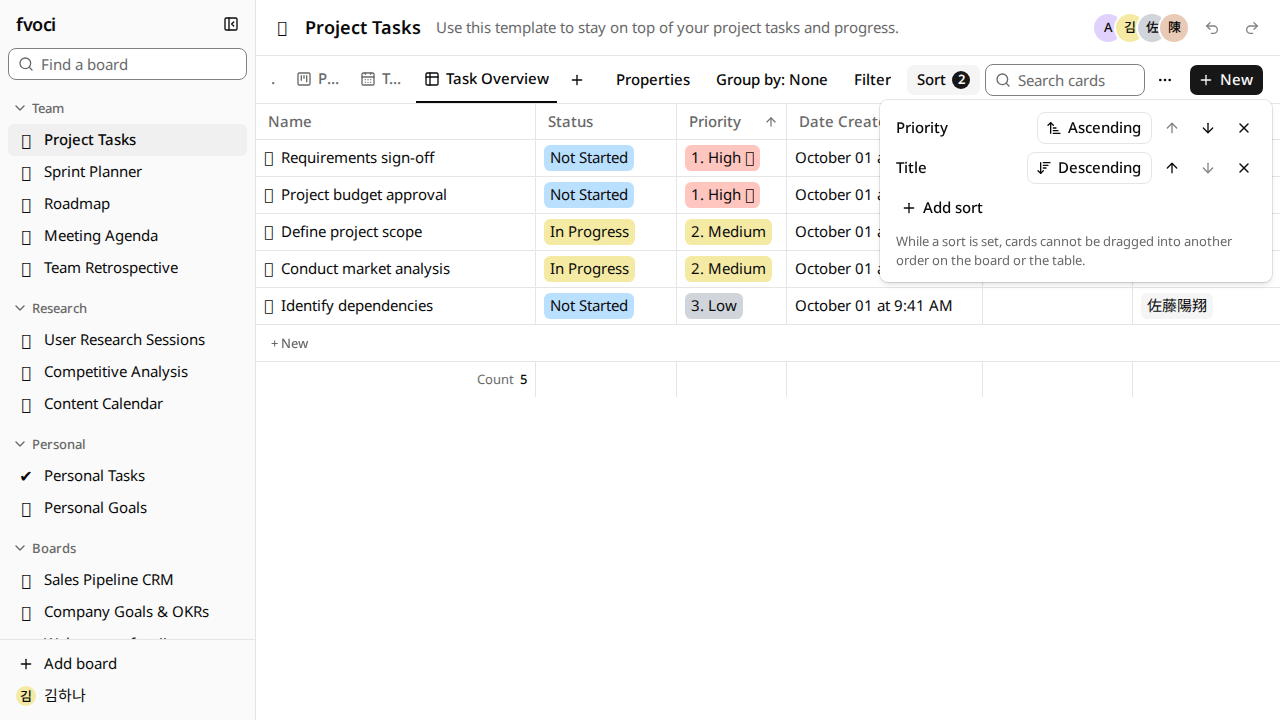 fvoci
Find a board
Team
Project Tasks
Sprint Planner
Roadmap
Meeting Agenda
Team Retrospective
Research
User Research Sessions
Competitive Analysis
Content Calendar
Personal
Personal Tasks
Personal Goals
Boards
Sales Pipeline CRM
Company Goals & OKRs
Add board
김 김하나
Project Tasks Use this template to stay on top of your project tasks and progress.
A 김 佐 陳
P... T... Task Overview Properties Group by: None Filter Sort 2 Search cards New
Name Status Priority Date Create
Requirements sign-off Not Started 1. High October 01 a
Project budget approval Not Started 1. High October 01 a
Define project scope In Progress 2. Medium October 01 a
Conduct market analysis In Progress 2. Medium October 01 a
Identify dependencies Not Started 3. Low October 01 at 9:41 AM 佐藤陽翔
+ New
Count 5
Priority Ascending
Title Descending
Add sort
While a sort is set, cards cannot be dragged into another
order on the board or the table.